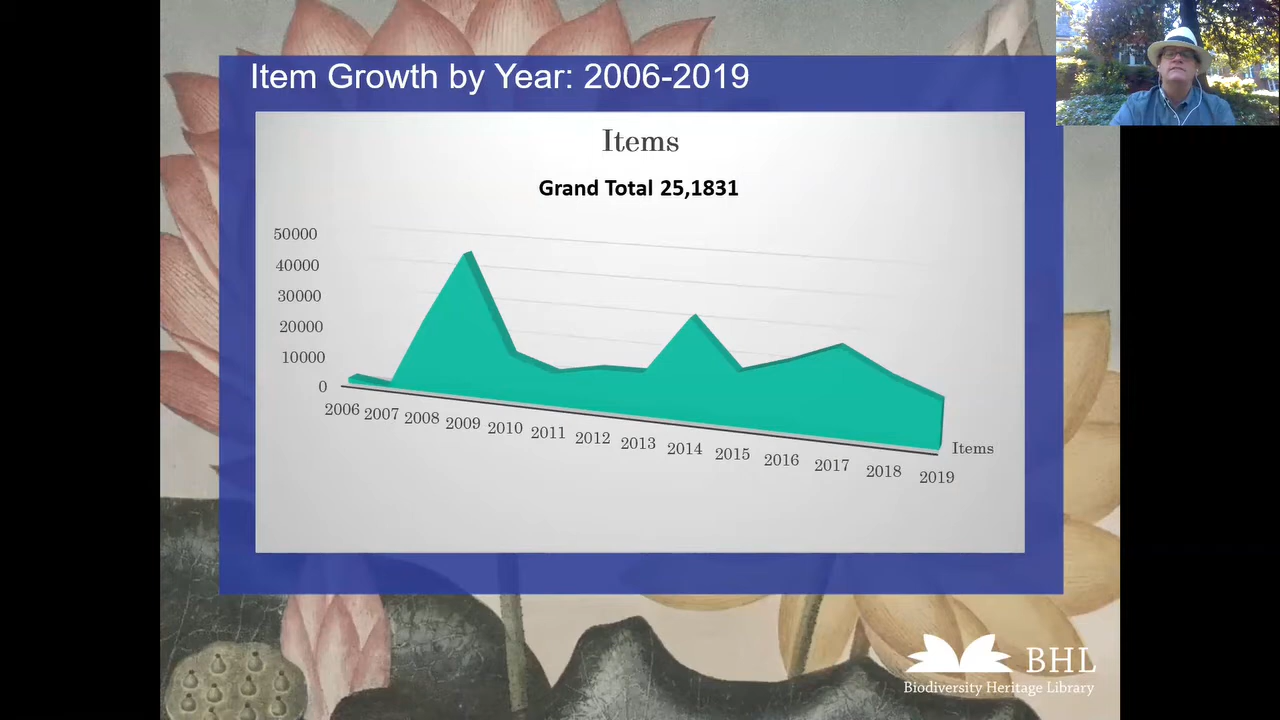 Item Growth by Year: 2006-2019
Items
Grand Total 25,1831
50000
40000
30000
20000
10000
0
2006 2007 2008 2009 2010 2011 2012 2013 2014 2015 2016 2017 2018 2019
Items
BHL
Biodiversity Heritage Library